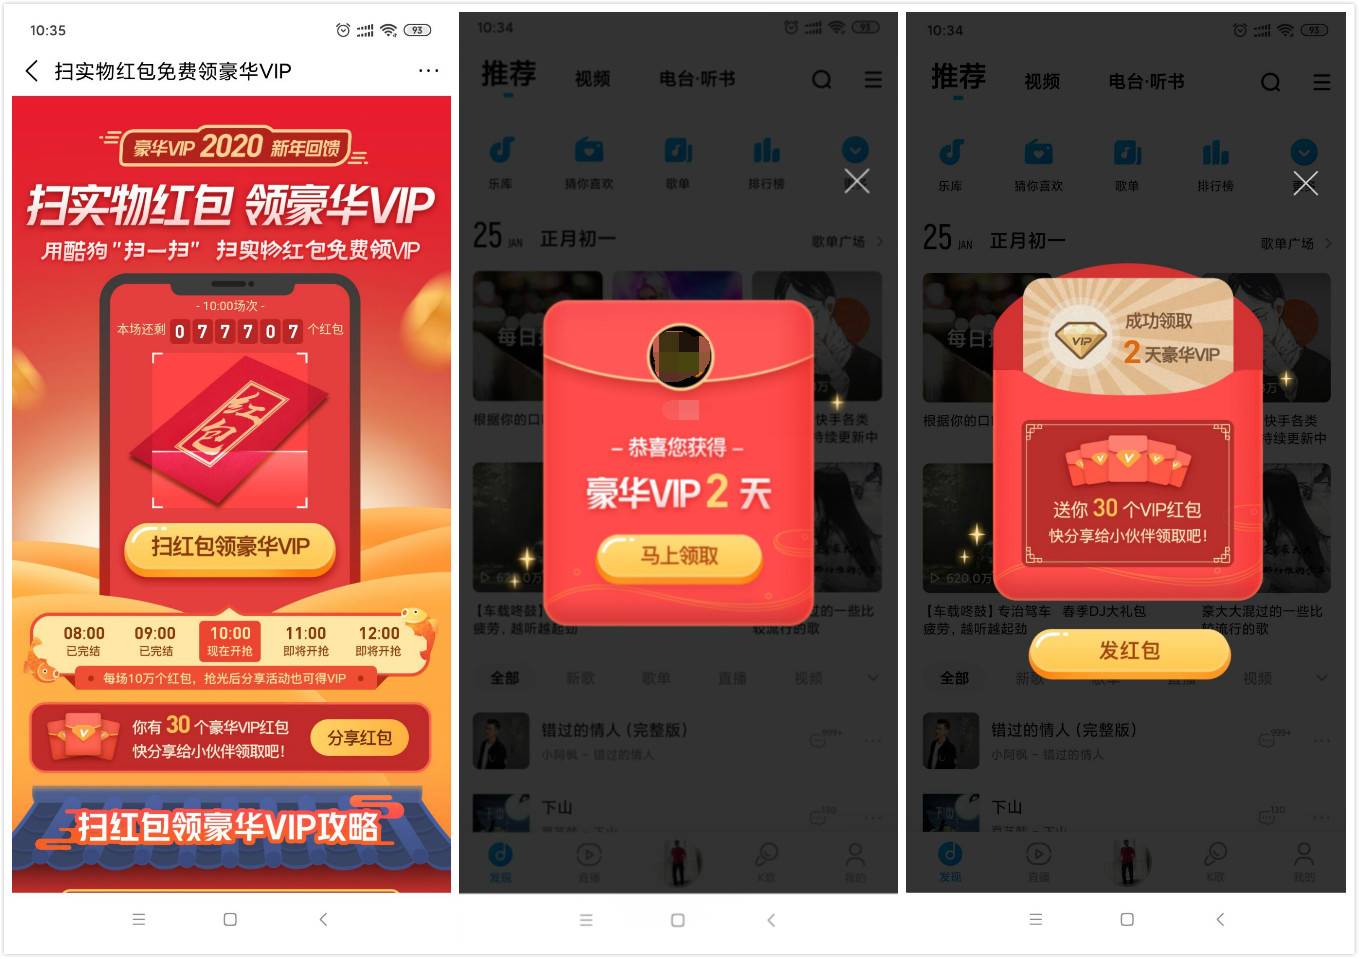 10:35
93
扫实物红包免费领豪华VIP
豪华VIP 2020 新年回馈
扫实物红包 领豪华VIP
用酷狗"扫一扫" 扫实物红包免费领VIP
- 10:00场次 -
本场还剩 077707 个红包
红包
扫红包领豪华VIP
08:00 09:00 10:00 11:00 12:00
已完结 已完结 现在开抢 即将开抢 即将开抢
每场10万个红包，抢光后分享活动也可得VIP
你有 30 个豪华VIP红包
快分享给小伙伴领取吧！
分享红包
扫红包领豪华VIP攻略
10:34
93
推荐 视频 电台·听书
乐库 猜你喜欢 歌单 排行榜
25 JAN 正月初一
歌单广场
每日
根据你的口
快手各类
持续更新中
– 恭喜您获得 –
豪华VIP 2 天
马上领取
620.0万
【车载咚鼓】
疲劳，越听越起劲
过的一些比
较流行的歌
全部 新歌 歌单 直播 视频
错过的情人（完整版）
小阿枫 - 错过的情人
999+
下山
130
发现 直播 K歌 我的
10:34
93
推荐 视频 电台·听书
乐库 猜你喜欢 歌单 排行榜 更多
25 JAN 正月初一
歌单广场
每日
VIP
成功领取
2 天豪华VIP
根据你的口
快手各类
持续更新中
送你 30 个VIP红包
快分享给小伙伴领取吧！
620.0万
【车载咚鼓】专治驾车
疲劳，越听越起劲
春季DJ大礼包
豪大大混过的一些比
较流行的歌
发红包
全部 新歌 歌单 直播 视频
错过的情人（完整版）
小阿枫 - 错过的情人
999+
下山
130
发现 直播 K歌 我的